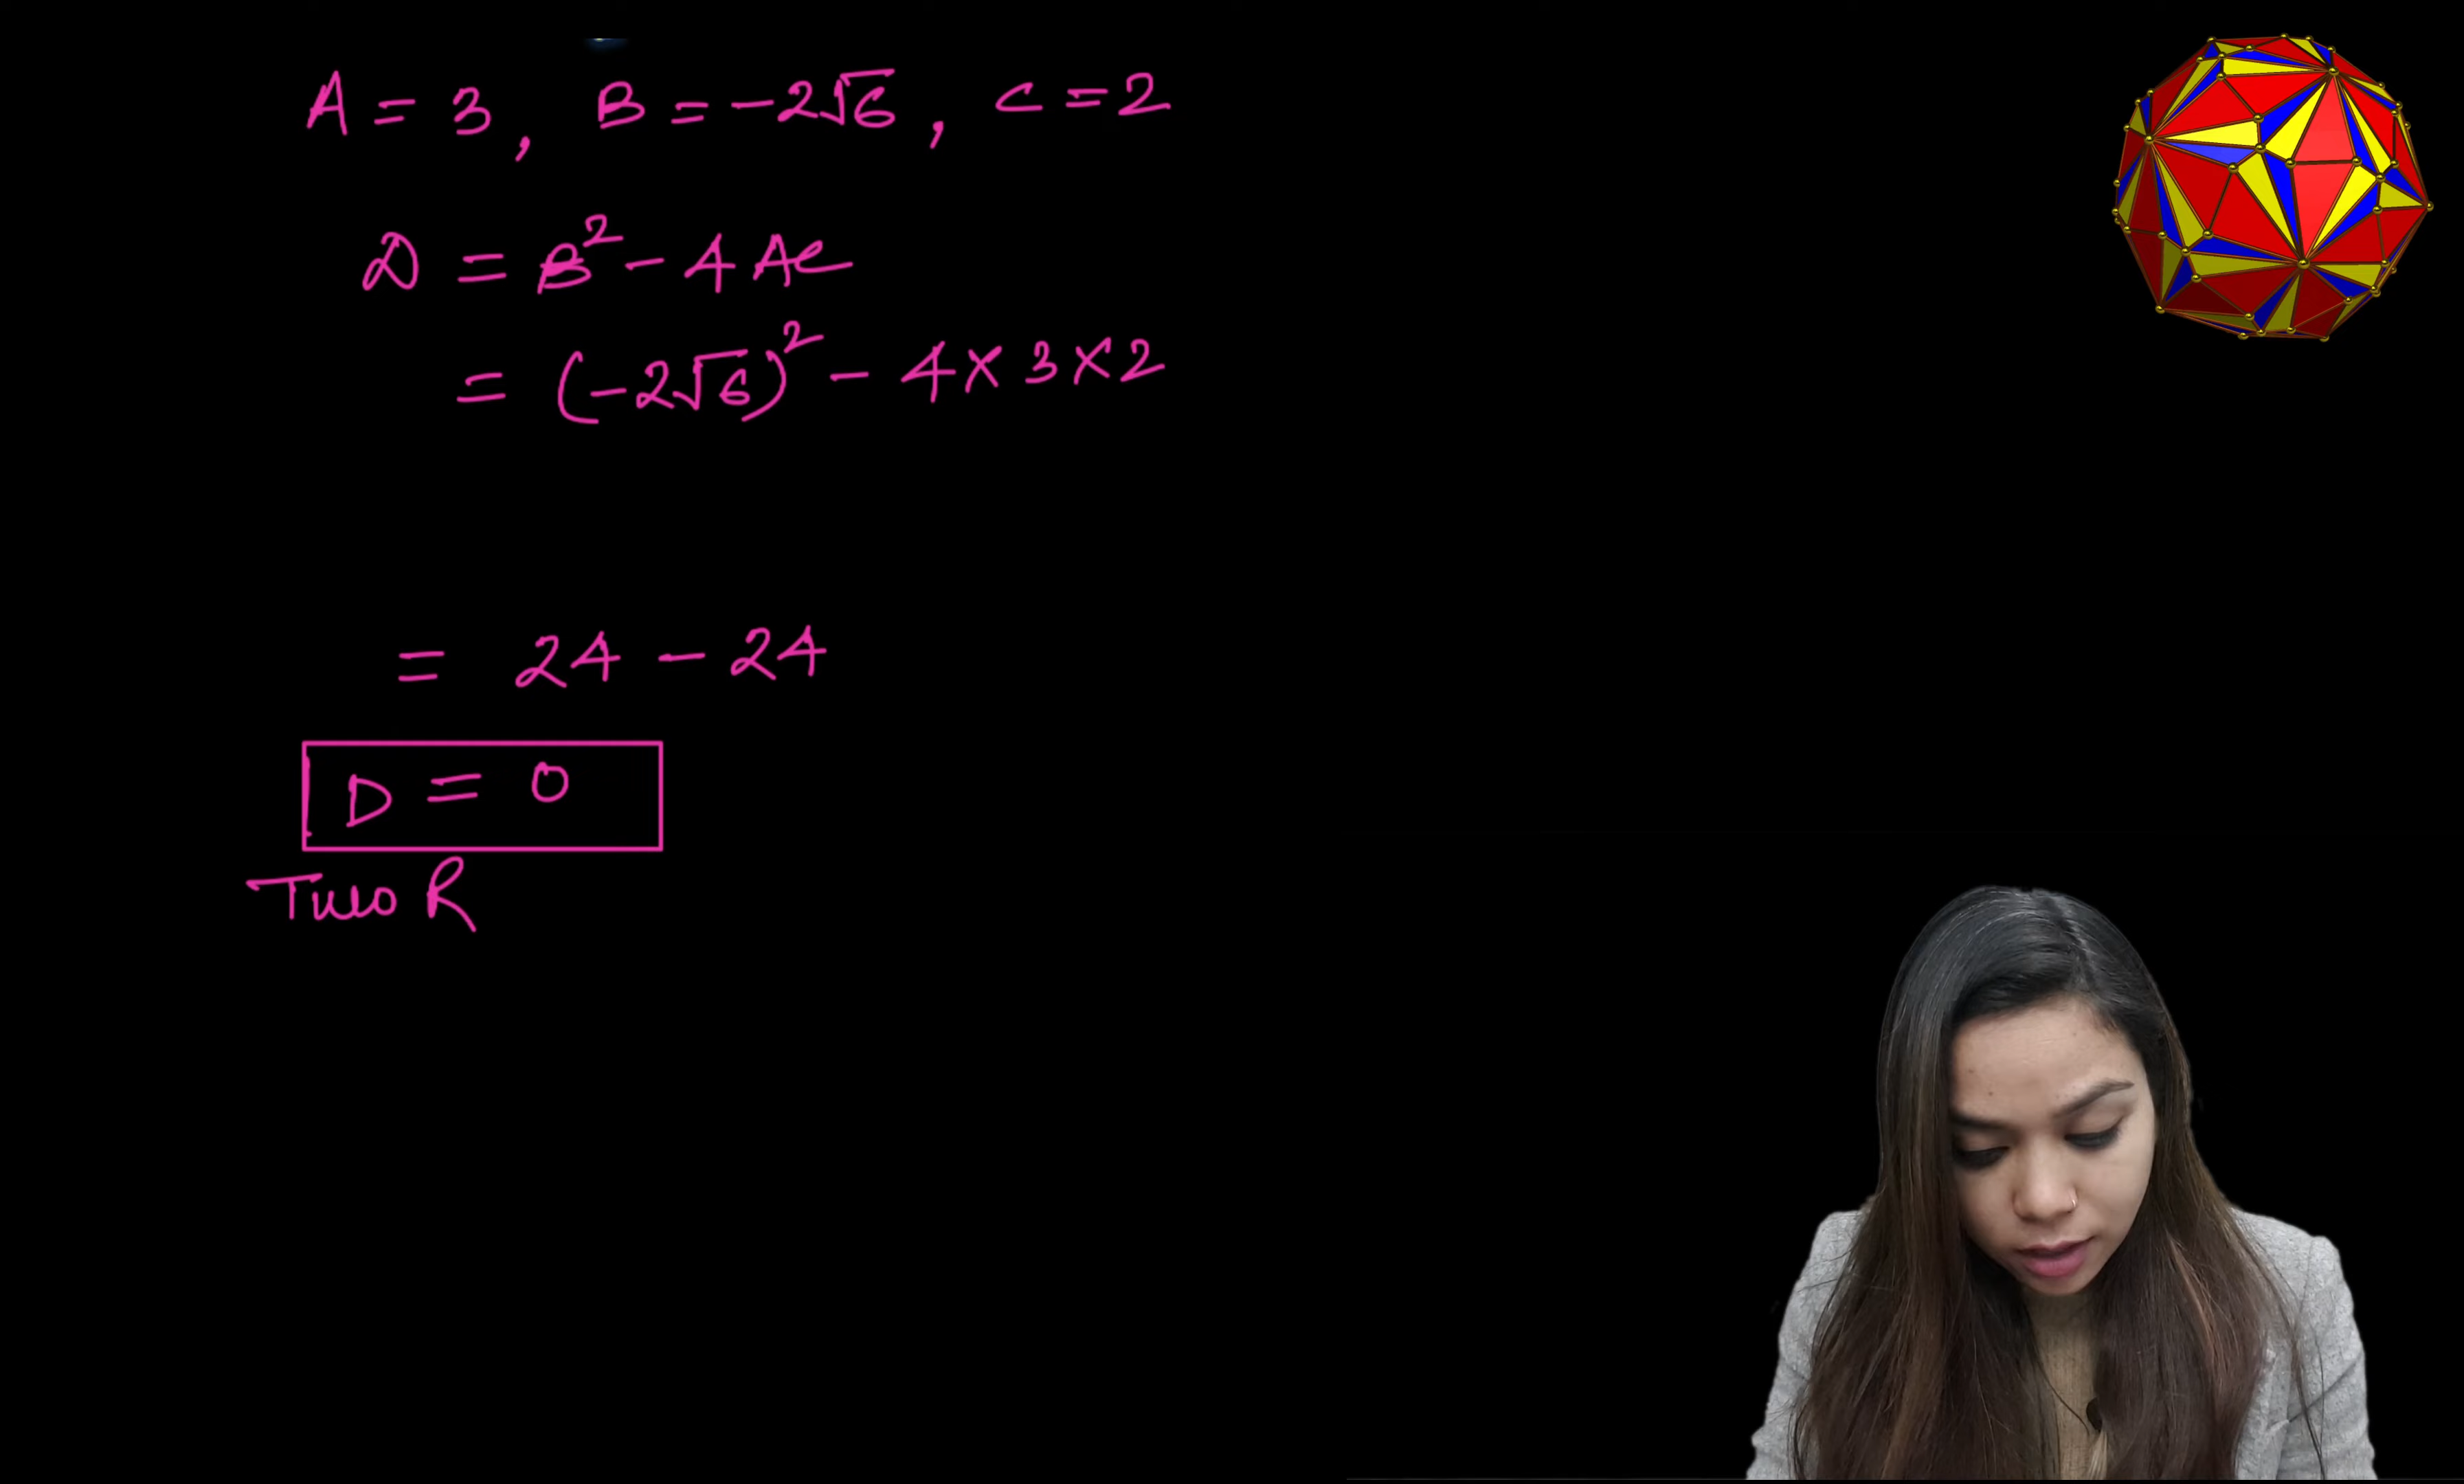 A = 3, B = -2√6, C = 2
D = B² - 4AC
= (-2√6)² - 4 × 3 × 2
= 24 - 24
D = 0
Two R